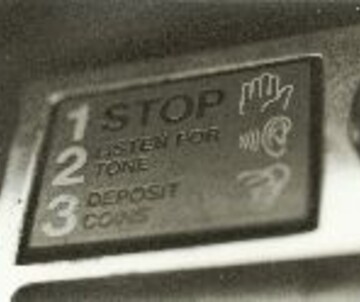 1 STOP
2 LISTEN FOR
TONE
3 DEPOSIT
COINS